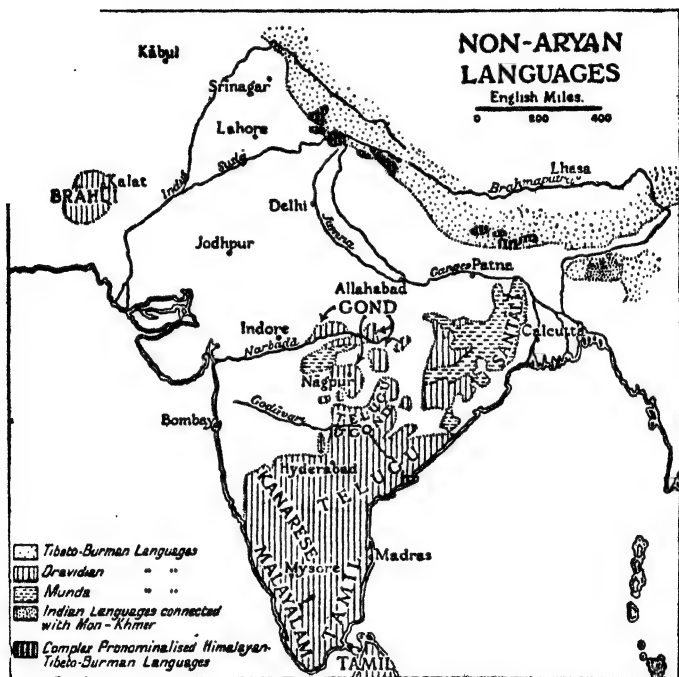 NON-ARYAN
LANGUAGES
English Miles.
0 200 400
Kābul
Srinagar
Lahore
Sutlej
Indus
Kalat
BRAHUI
Delhi
Jumna
Lhasa
Brahmaputra
Jodhpur
Ganges Patna
Allahabad
GOND
Indore
Narbada
SANTALI
Calcutta
Nagpur
TELUGU
& GOND
Bombay
Godavari
Hyderabad
TELUGU
KANARESE
Mysore
Madras
MALAYALAM
TAMIL
TAMIL
Tibeto-Burman Languages
Dravidian " "
Munda " "
Indian Languages connected
with Mon-Khmer
Complex Pronominalised Himalayan-
Tibeto-Burman Languages